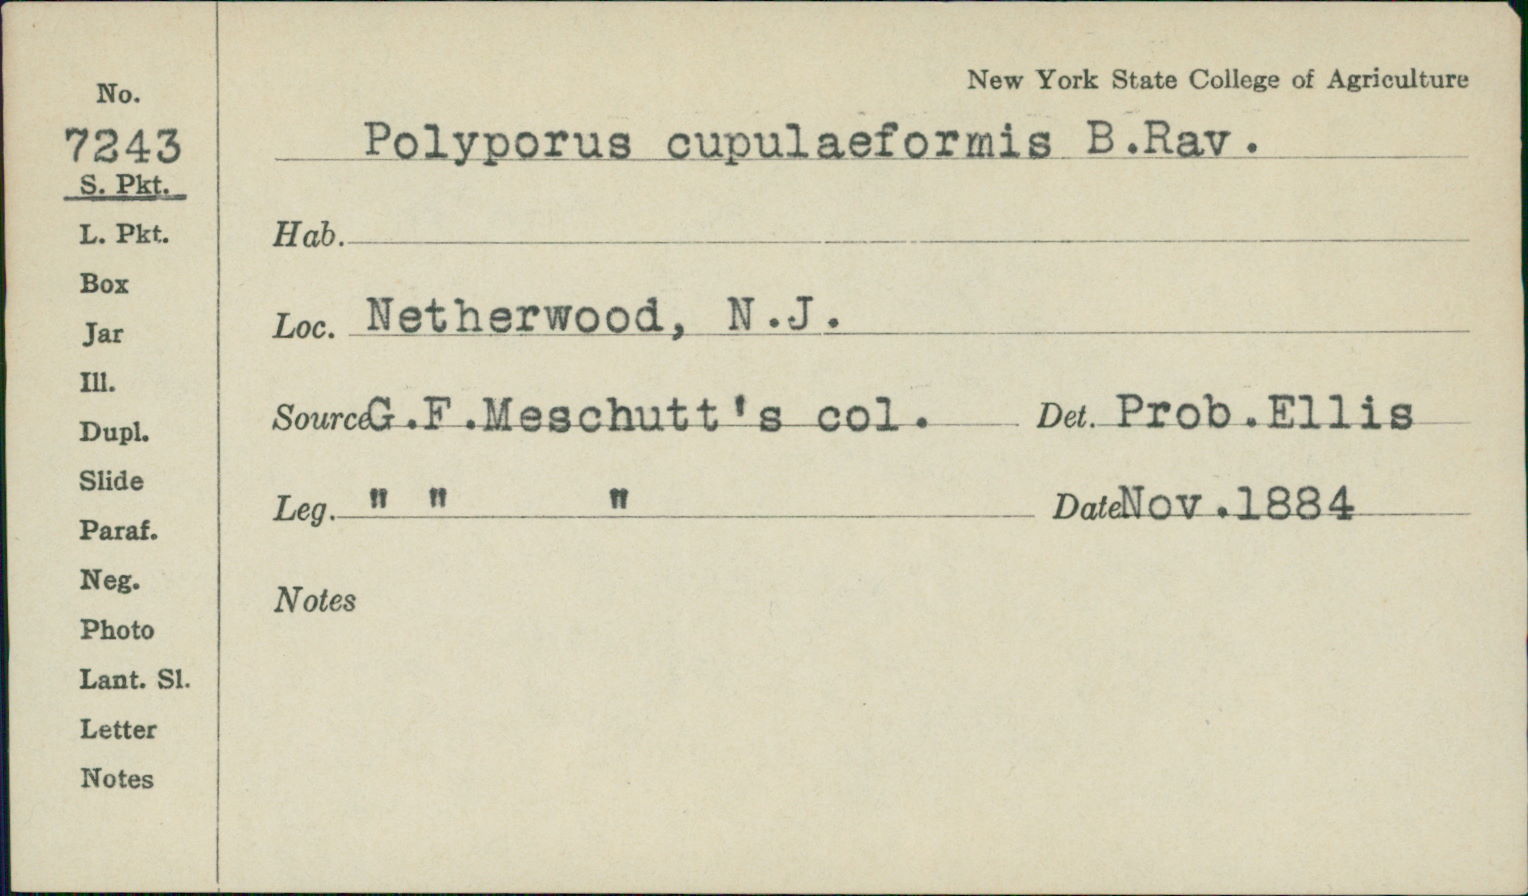 New York State College of Agriculture
No.
7243
S. Pkt.
L. Pkt.
Box
Jar
Ill.
Dupl.
Slide
Paraf.
Neg.
Photo
Lant. Sl.
Letter
Notes
Polyporus cupulaeformis B.Rav.
Hab.
Loc. Netherwood, N.J.
Source G.F.Meschutt's col. Det. Prob.Ellis
Leg. " " " Date Nov.1884
Notes